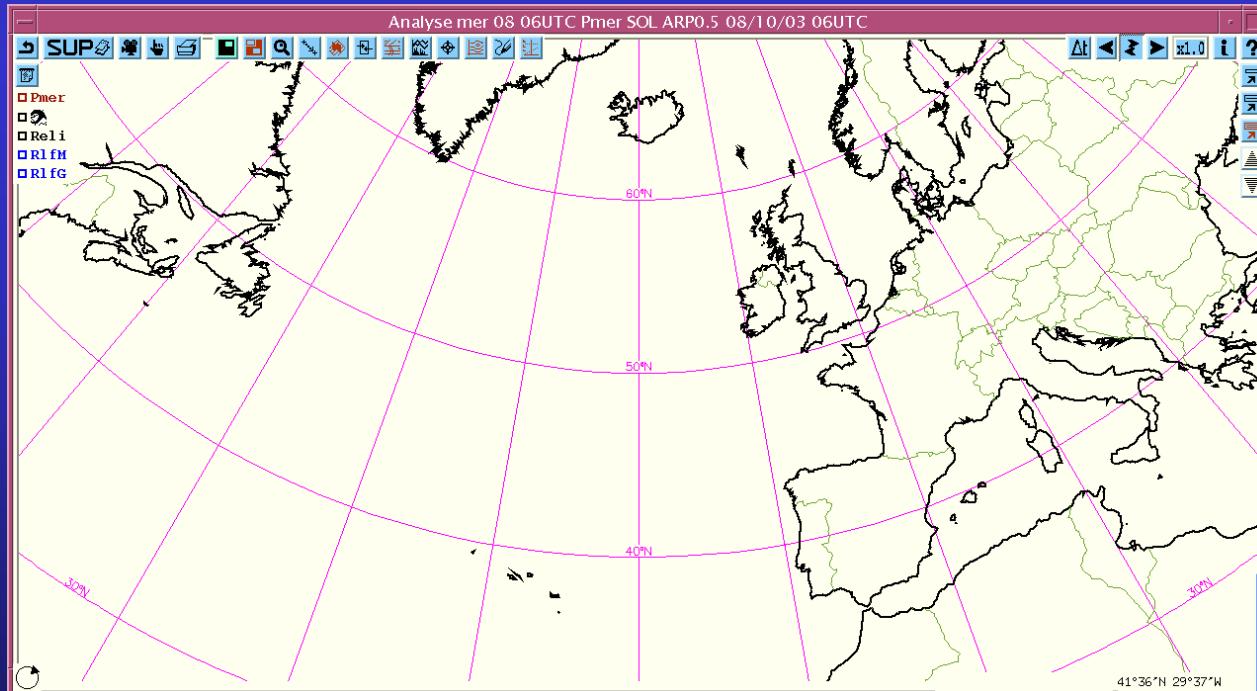 Analyse mer 08 06UTC Pmer SOL ARP0.5 08/10/03 06UTC
SUP Δt x1.0 i ?
Pmer
Reli
RlfM
RlfG
60°N
50°N
40°N
30°N 30°N
41°36'N 29°37'W